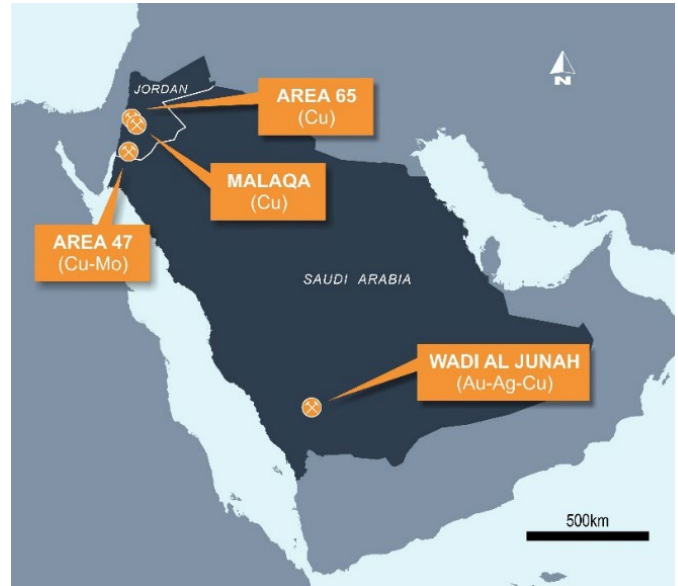 JORDAN
AREA 65
(Cu)
N
MALAQA
(Cu)
AREA 47
(Cu-Mo)
SAUDI ARABIA
WADI AL JUNAH
(Au-Ag-Cu)
500km